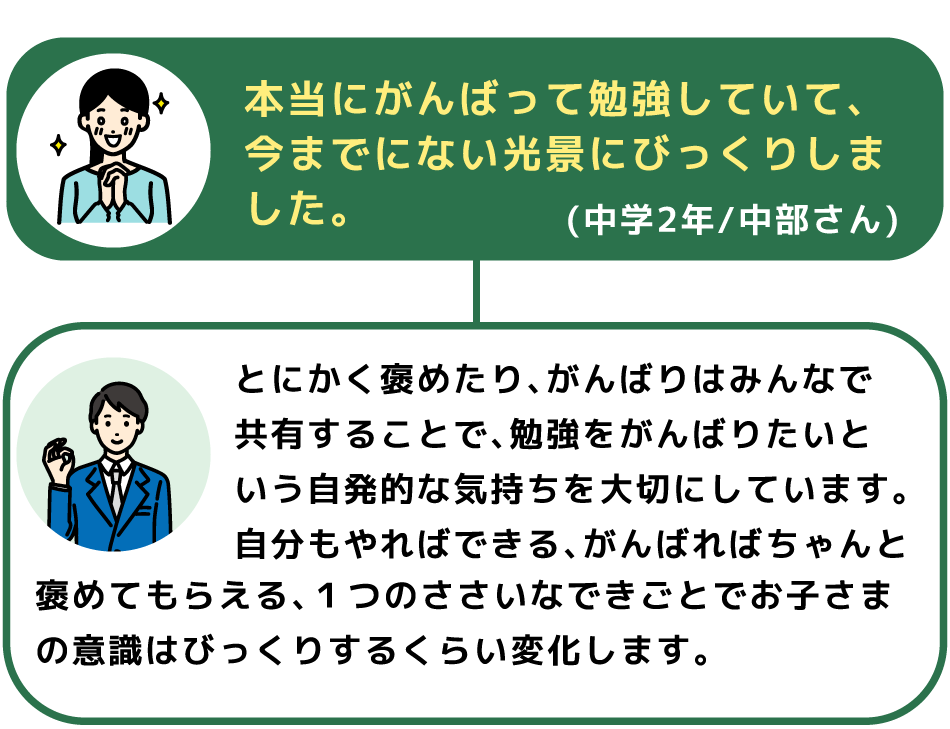 本当にがんばって勉強していて、
今までにない光景にびっくりしま
した。
(中学2年/中部さん)
とにかく褒めたり、がんばりはみんなで
共有することで、勉強をがんばりたいと
いう自発的な気持ちを大切にしています。
自分もやればできる、がんばればちゃんと
褒めてもらえる、１つのささいなできごとでお子さま
の意識はびっくりするくらい変化します。